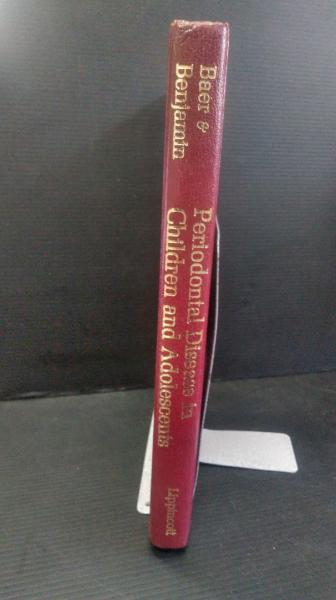 Baer &
Benjamin
Periodontal Disease in
Children and Adolescents
Lippincott